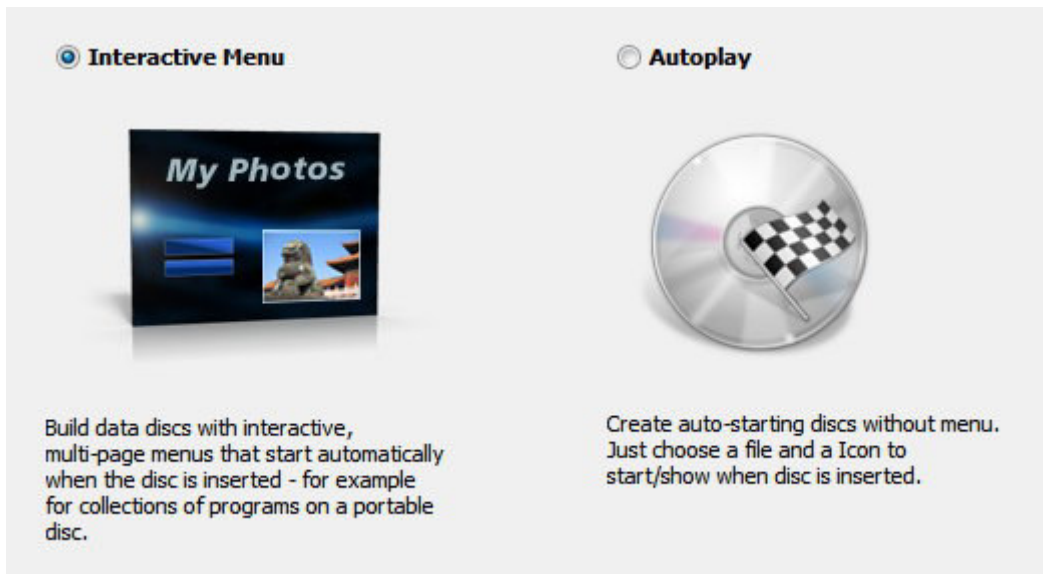 Interactive Menu
My Photos
Build data discs with interactive,
multi-page menus that start automatically
when the disc is inserted - for example
for collections of programs on a portable
disc.
Autoplay
Create auto-starting discs without menu.
Just choose a file and a Icon to
start/show when disc is inserted.